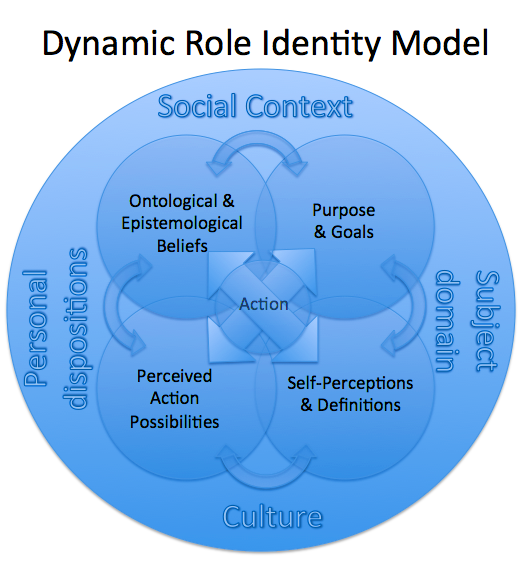 Dynamic Role Identity Model
Social Context
Ontological &
Epistemological
Beliefs
Purpose
& Goals
Personal
dispositions
Action
Subject
domain
Perceived
Action
Possibilities
Self-Perceptions
& Definitions
Culture